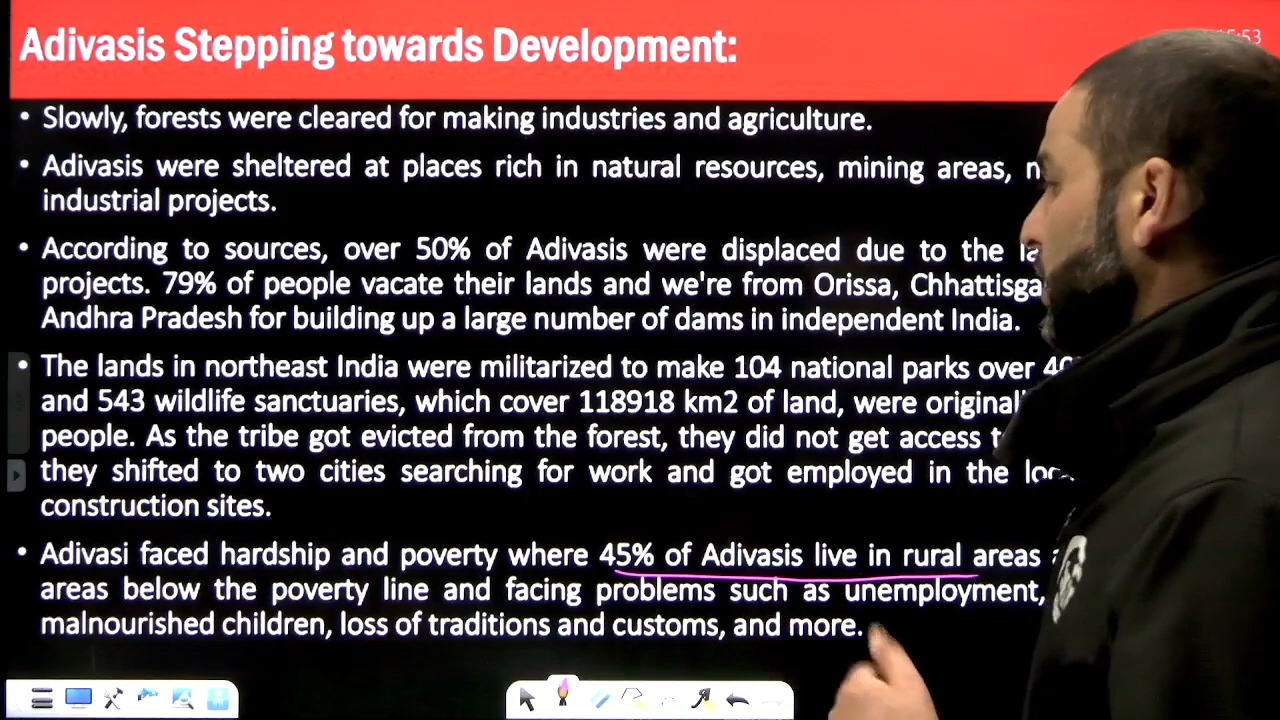 Adivasis Stepping towards Development:
• Slowly, forests were cleared for making industries and agriculture.
• Adivasis were sheltered at places rich in natural resources, mining areas,
industrial projects.
• According to sources, over 50% of Adivasis were displaced due to the
projects. 79% of people vacate their lands and we're from Orissa,
Andhra Pradesh for building up a large number of dams in independent India.
• The lands in northeast India were militarized to make 104 national parks over
and 543 wildlife sanctuaries, which cover 118918 km2 of land, were
people. As the tribe got evicted from the forest, they did not get access
they shifted to two cities searching for work and got employed in the
construction sites.
• Adivasi faced hardship and poverty where 45% of Adivasis live in rural areas
areas below the poverty line and facing problems such as unemployment,
malnourished children, loss of traditions and customs, and more.